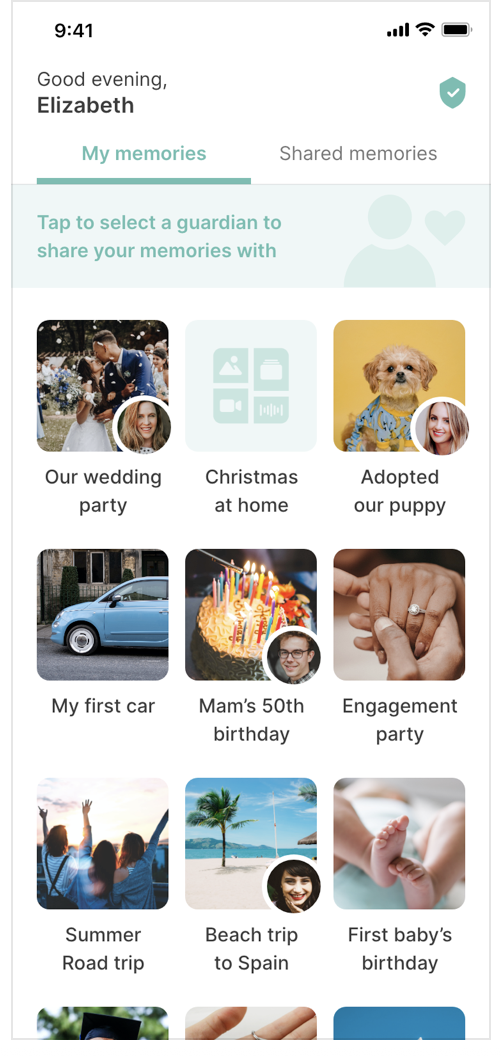 9:41
Good evening,
Elizabeth
My memories
Shared memories
Tap to select a guardian to
share your memories with
Our wedding
party
Christmas
at home
Adopted
our puppy
My first car
Mam’s 50th
birthday
Engagement
party
Summer
Road trip
Beach trip
to Spain
First baby’s
birthday